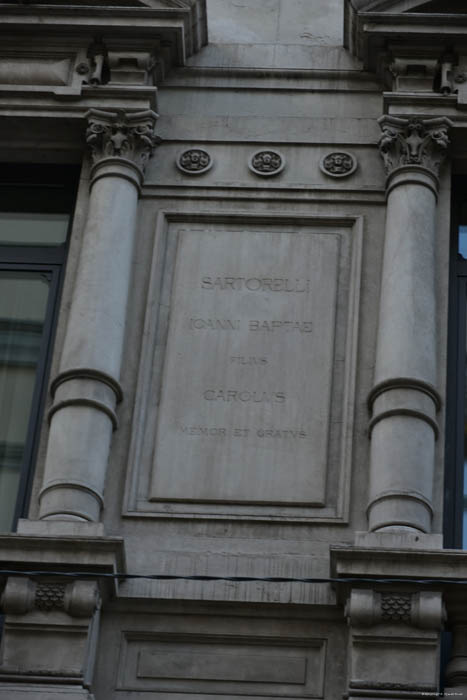 SARTORELLI
IOANNI BAPTAE
FILIVS
CAROLVS
MEMOR ET GRATVS